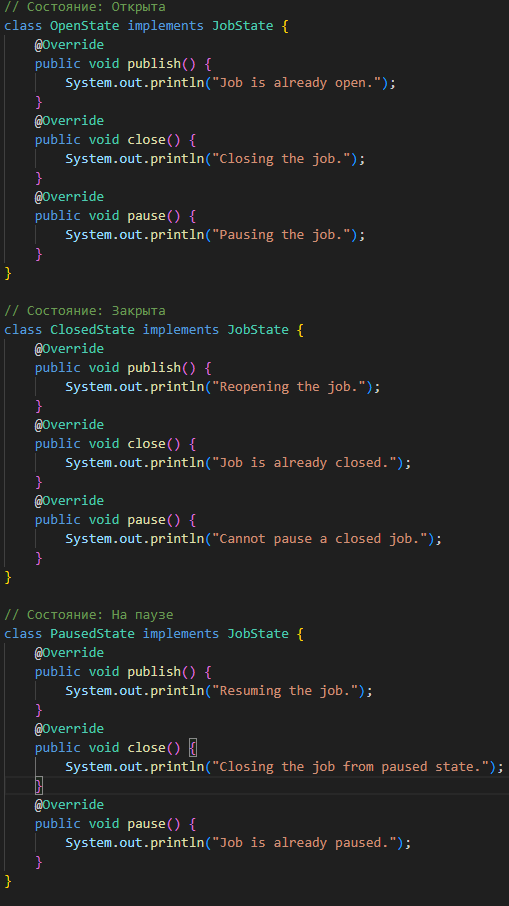 // Состояние: Открыта
class OpenState implements JobState {
    @Override
    public void publish() {
        System.out.println("Job is already open.");
    }
    @Override
    public void close() {
        System.out.println("Closing the job.");
    }
    @Override
    public void pause() {
        System.out.println("Pausing the job.");
    }
}

// Состояние: Закрыта
class ClosedState implements JobState {
    @Override
    public void publish() {
        System.out.println("Reopening the job.");
    }
    @Override
    public void close() {
        System.out.println("Job is already closed.");
    }
    @Override
    public void pause() {
        System.out.println("Cannot pause a closed job.");
    }
}

// Состояние: На паузе
class PausedState implements JobState {
    @Override
    public void publish() {
        System.out.println("Resuming the job.");
    }
    @Override
    public void close() {
        System.out.println("Closing the job from paused state.");
    }
    @Override
    public void pause() {
        System.out.println("Job is already paused.");
    }
}